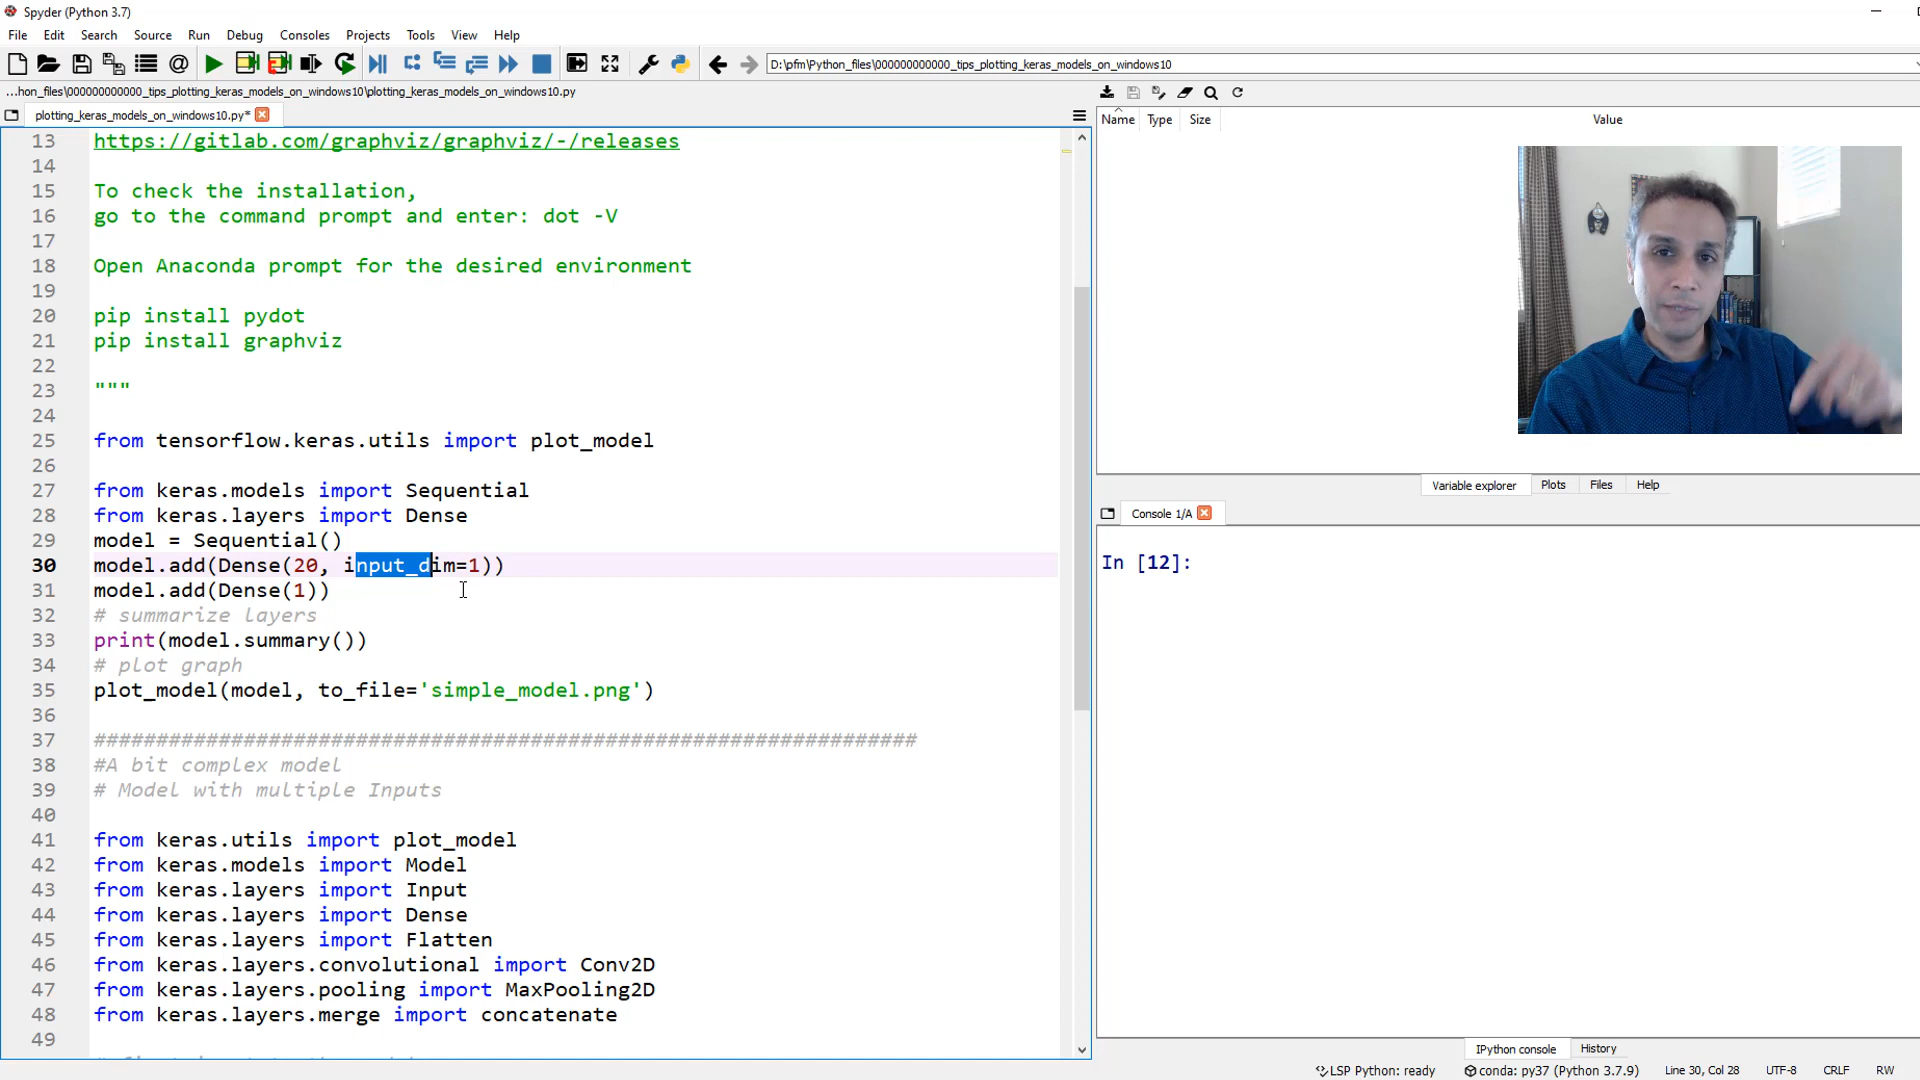 Spyder (Python 3.7)
File Edit Search Source Run Debug Consoles Projects Tools View Help
D:\pfm\Python_files\000000000000_tips_plotting_keras_models_on_windows10
...hon_files\000000000000_tips_plotting_keras_models_on_windows10\plotting_keras_models_on_windows10.py
plotting_keras_models_on_windows10.py*
13 https://gitlab.com/graphviz/graphviz/-/releases
14
15 To check the installation,
16 go to the command prompt and enter: dot -V
17
18 Open Anaconda prompt for the desired environment
19
20 pip install pydot
21 pip install graphviz
22
23 """
24
25 from tensorflow.keras.utils import plot_model
26
27 from keras.models import Sequential
28 from keras.layers import Dense
29 model = Sequential()
30 model.add(Dense(20, input_dim=1))
31 model.add(Dense(1))
32 # summarize layers
33 print(model.summary())
34 # plot graph
35 plot_model(model, to_file='simple_model.png')
36
37 ##################################################################
38 #A bit complex model
39 # Model with multiple Inputs
40
41 from keras.utils import plot_model
42 from keras.models import Model
43 from keras.layers import Input
44 from keras.layers import Dense
45 from keras.layers import Flatten
46 from keras.layers.convolutional import Conv2D
47 from keras.layers.pooling import MaxPooling2D
48 from keras.layers.merge import concatenate
49
Name Type Size Value
Variable explorer Plots Files Help
Console 1/A
In [12]:
IPython console History
LSP Python: ready conda: py37 (Python 3.7.9) Line 30, Col 28 UTF-8 CRLF RW